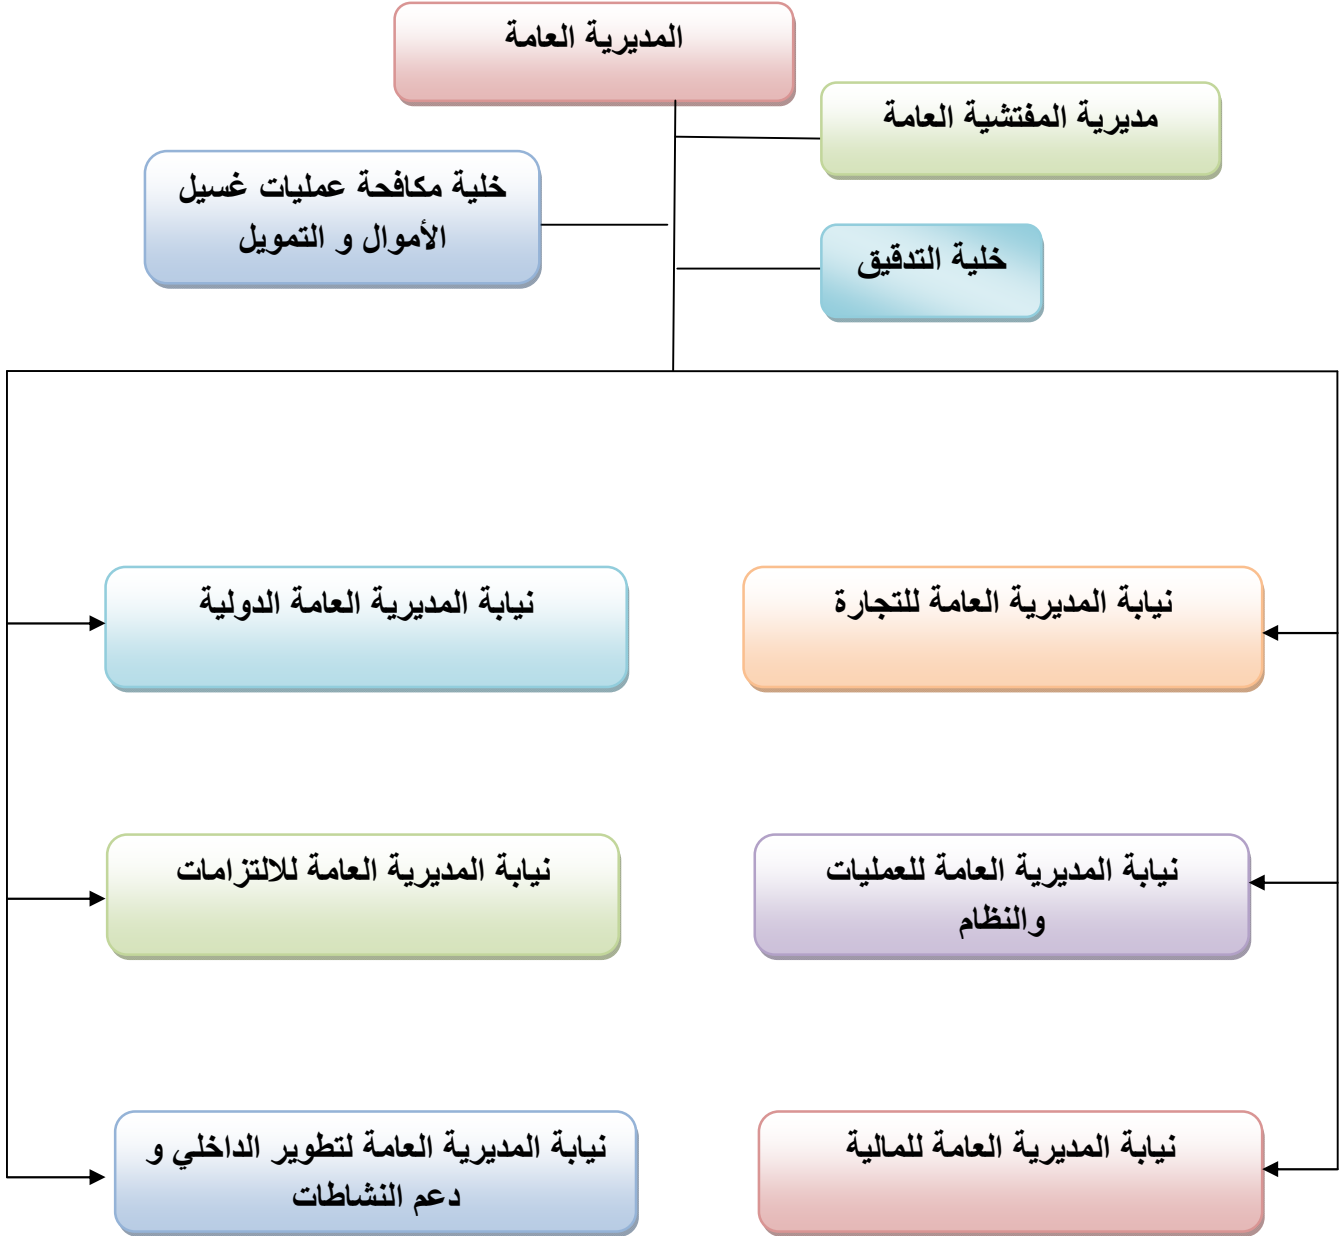 المديرية العامة
مديرية المفتشية العامة
خلية مكافحة عمليات غسيل
الأموال و التمويل
خلية التدقيق
نيابة المديرية العامة للتجارة
نيابة المديرية العامة الدولية
نيابة المديرية العامة للعمليات
والنظام
نيابة المديرية العامة للالتزامات
نيابة المديرية العامة للمالية
نيابة المديرية العامة لتطوير الداخلي و
دعم النشاطات